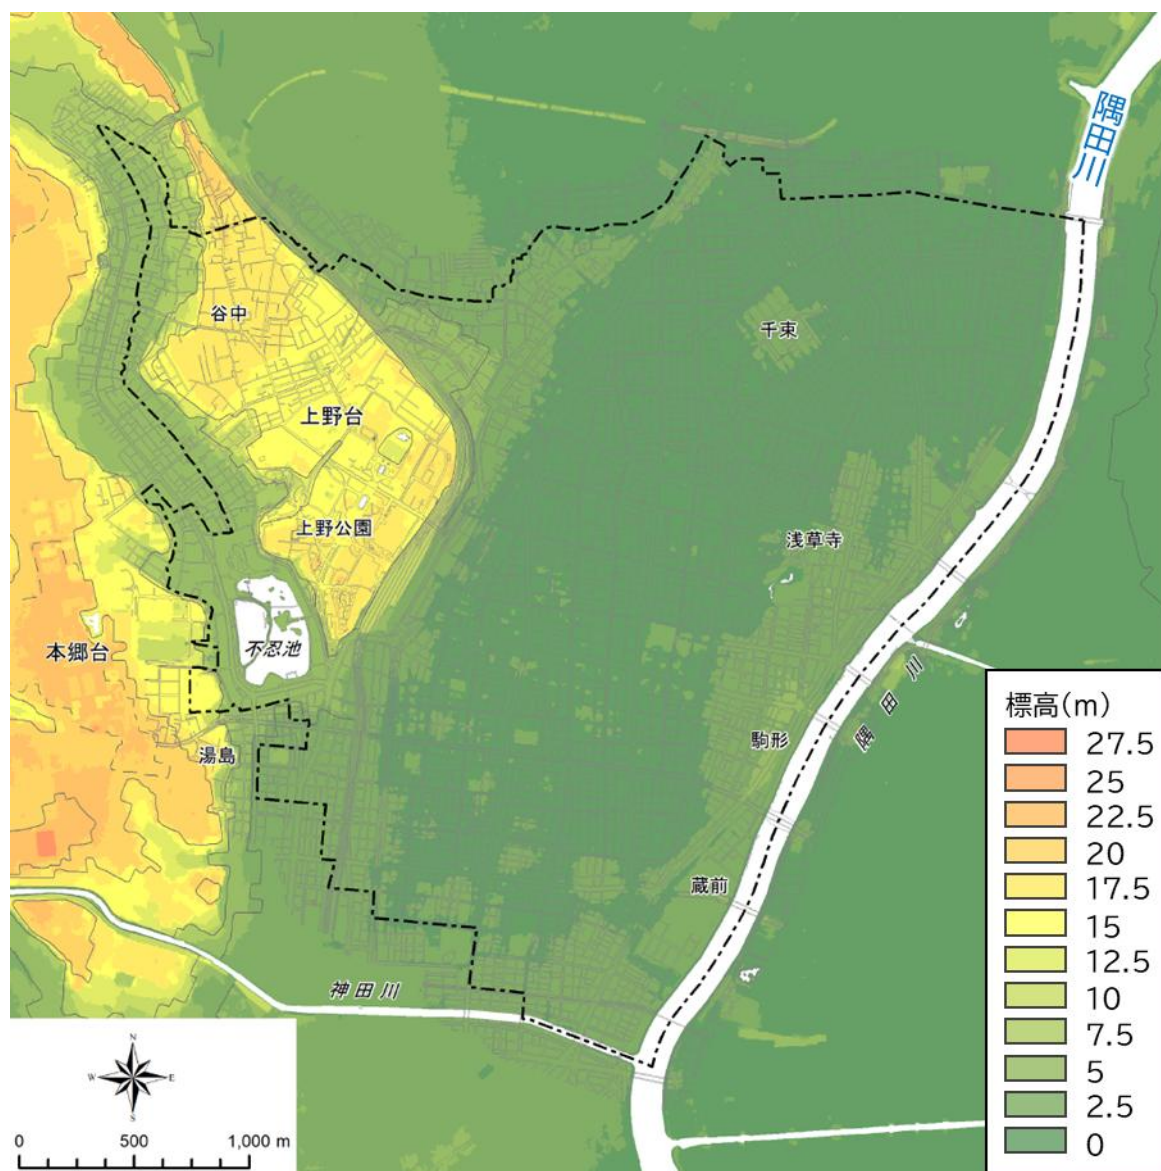 隅田川
谷中
千束
上野台
上野公園
浅草寺
不忍池
本郷台
隅田川
駒形
湯島
蔵前
神田川
標高(m)
27.5
25
22.5
20
17.5
15
12.5
10
7.5
5
2.5
0
N
W E
S
0 500 1,000 m